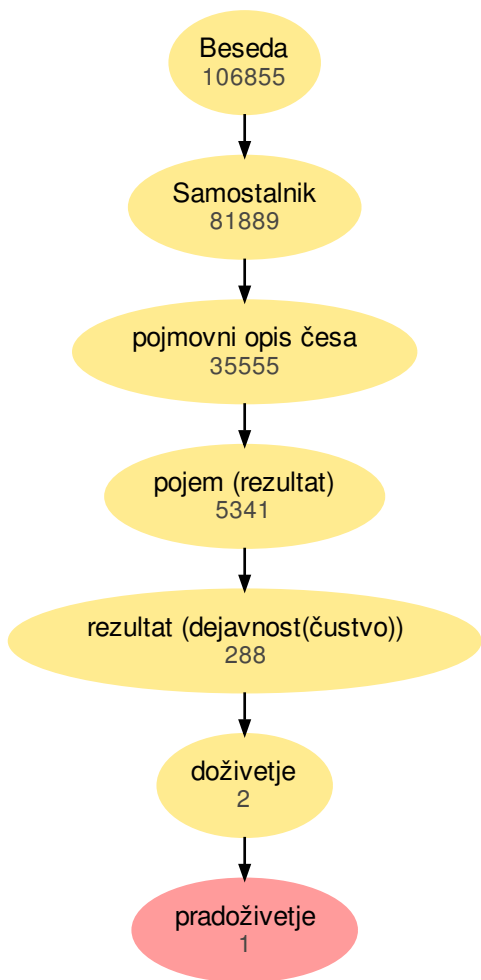 Beseda
106855
Samostalnik
81889
pojmovni opis česa
35555
pojem (rezultat)
5341
rezultat (dejavnost(čustvo))
288
doživetje
2
pradoživetje
1